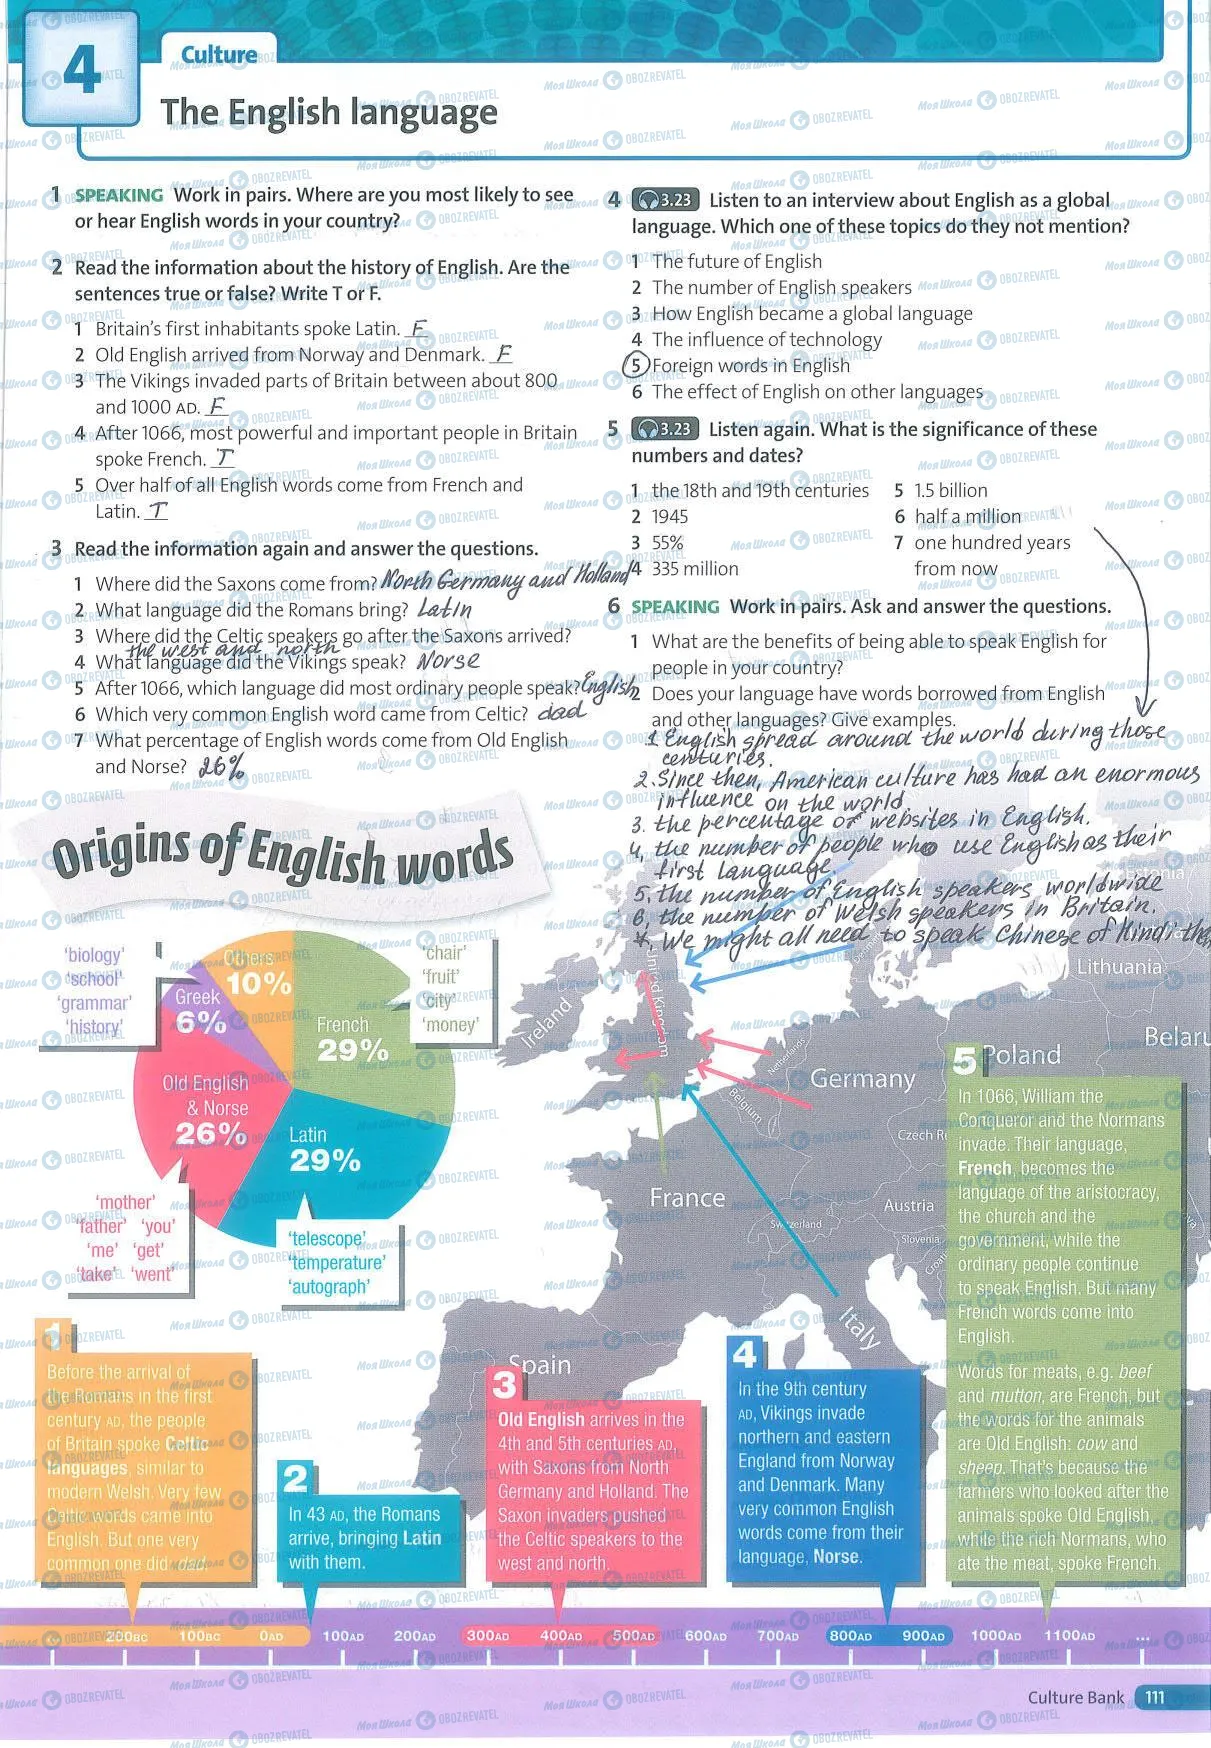 4
Culture
The English language
1 SPEAKING Work in pairs. Where are you most likely to see
or hear English words in your country?
2 Read the information about the history of English. Are the
sentences true or false? Write T or F.
1 Britain's first inhabitants spoke Latin. F
2 Old English arrived from Norway and Denmark. F
3 The Vikings invaded parts of Britain between about 800
and 1000 AD. F
4 After 1066, most powerful and important people in Britain
spoke French. T
5 Over half of all English words come from French and
Latin. T
3 Read the information again and answer the questions.
1 Where did the Saxons come from? North Germany and Holland
2 What language did the Romans bring? Latin
3 Where did the Celtic speakers go after the Saxons arrived?
the west and north
4 What language did the Vikings speak? Norse
5 After 1066, which language did most ordinary people speak? English
6 Which very common English word came from Celtic? dad
7 What percentage of English words come from Old English
and Norse? 26%
4 3.23 Listen to an interview about English as a global
language. Which one of these topics do they not mention?
1 The future of English
2 The number of English speakers
3 How English became a global language
4 The influence of technology
5 Foreign words in English
6 The effect of English on other languages
5 3.23 Listen again. What is the significance of these
numbers and dates?
1 the 18th and 19th centuries
2 1945
3 55%
4 335 million
5 1.5 billion
6 half a million
7 one hundred years
from now
6 SPEAKING Work in pairs. Ask and answer the questions.
1 What are the benefits of being able to speak English for
people in your country?
2 Does your language have words borrowed from English
and other languages? Give examples.
1 English spread around the world during those
centuries.
2. Since then, American culture has had an enormous
influence on the world.
3. the percentage of websites in English.
4. the number of people who use English as their
first language.
5. the number of English speakers worldwide
6. the number of Welsh speakers in Britain.
We might all need to speak Chinese of Hindi
Origins of English words
'biology'
'school'
'grammar'
'history'
Others
10%
Greek
6%
'chair'
'fruit'
'city'
'money'
French
29%
Old English
& Norse
26%
Latin
29%
'mother'
'father' 'you'
'me' 'get'
'take' 'went'
'telescope'
'temperature'
'autograph'
Estonia
Lithuania
Ireland
United Kingdom
Netherlands
Belgium
Germany
Poland
Belaru
Czech Re
France
Switzerland
Austria
Slovenia
Croatia
Italy
Spain
1
Before the arrival of
the Romans in the first
century AD, the people
of Britain spoke Celtic
languages, similar to
modern Welsh. Very few
Celtic words came into
English. But one very
common one did: dad.
2
In 43 AD, the Romans
arrive, bringing Latin
with them.
3
Old English arrives in the
4th and 5th centuries AD,
with Saxons from North
Germany and Holland. The
Saxon invaders pushed
the Celtic speakers to the
west and north.
4
In the 9th century
AD, Vikings invade
northern and eastern
England from Norway
and Denmark. Many
very common English
words come from their
language, Norse.
5
In 1066, William the
Conqueror and the Normans
invade. Their language,
French, becomes the
language of the aristocracy,
the church and the
government, while the
ordinary people continue
to speak English. But many
French words come into
English.
Words for meats, e.g. beef
and mutton, are French, but
the words for the animals
are Old English: cow and
sheep. That's because the
farmers who looked after the
animals spoke Old English,
while the rich Normans, who
ate the meat, spoke French.
200BC 100BC 0AD 100AD 200AD 300AD 400AD 500AD 600AD 700AD 800AD 900AD 1000AD 1100AD ...
Culture Bank 111